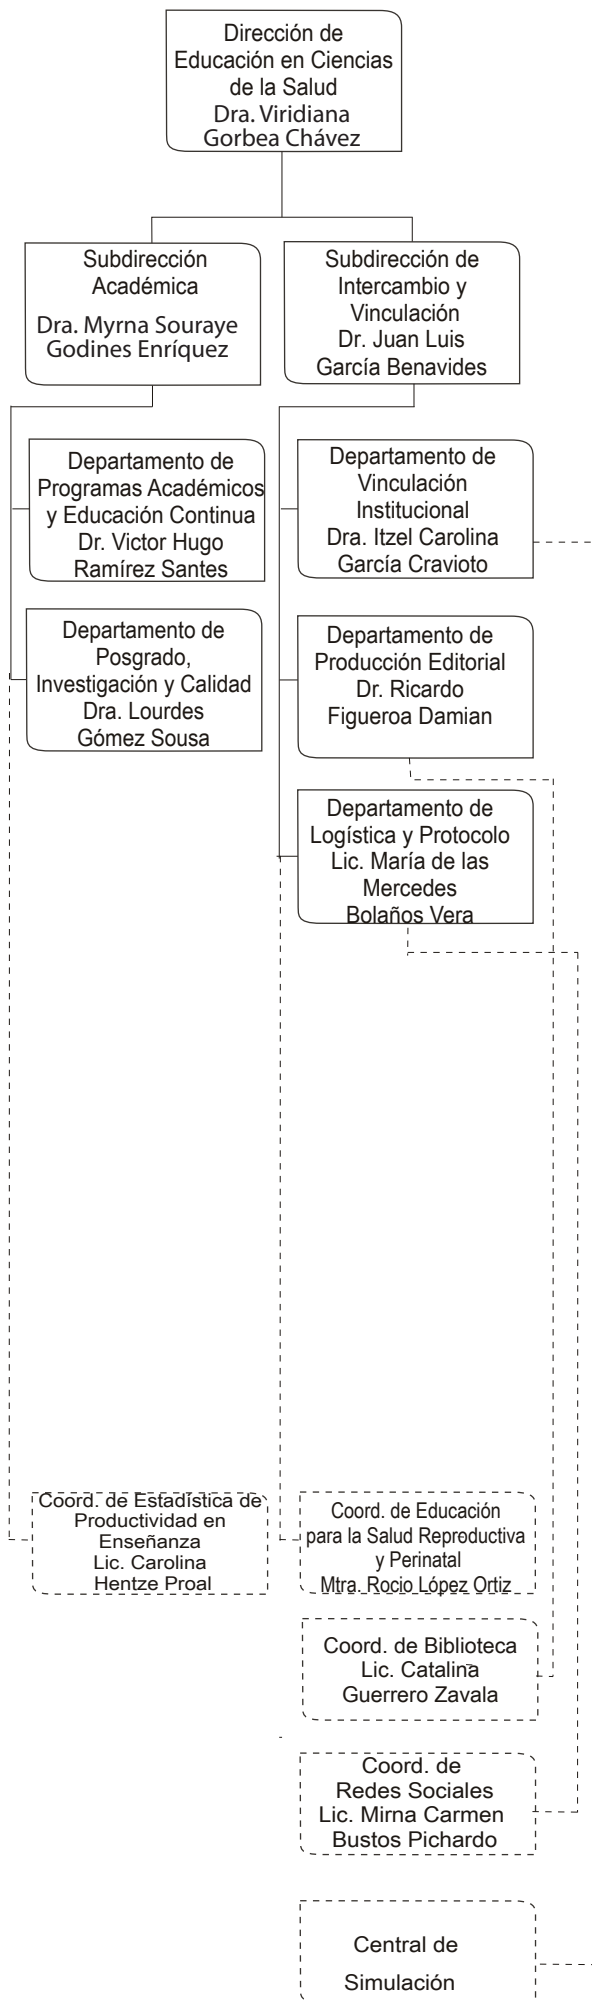 Dirección de
Educación en Ciencias
de la Salud
Dra. Viridiana
Gorbea Chávez
Subdirección
Académica
Dra. Myrna Souraye
Godines Enríquez
Subdirección de
Intercambio y
Vinculación
Dr. Juan Luis
García Benavides
Departamento de
Programas Académicos
y Educación Continua
Dr. Victor Hugo
Ramírez Santes
Departamento de
Vinculación
Institucional
Dra. Itzel Carolina
García Cravioto
Departamento de
Posgrado,
Investigación y Calidad
Dra. Lourdes
Gómez Sousa
Departamento de
Producción Editorial
Dr. Ricardo
Figueroa Damian
Departamento de
Logística y Protocolo
Lic. María de las
Mercedes
Bolaños Vera
Coord. de Estadística de
Productividad en
Enseñanza
Lic. Carolina
Hentze Proal
Coord. de Educación
para la Salud Reproductiva
y Perinatal
Mtra. Rocio López Ortiz
Coord. de Biblioteca
Lic. Catalina
Guerrero Zavala
Coord. de
Redes Sociales
Lic. Mirna Carmen
Bustos Pichardo
Central de
Simulación